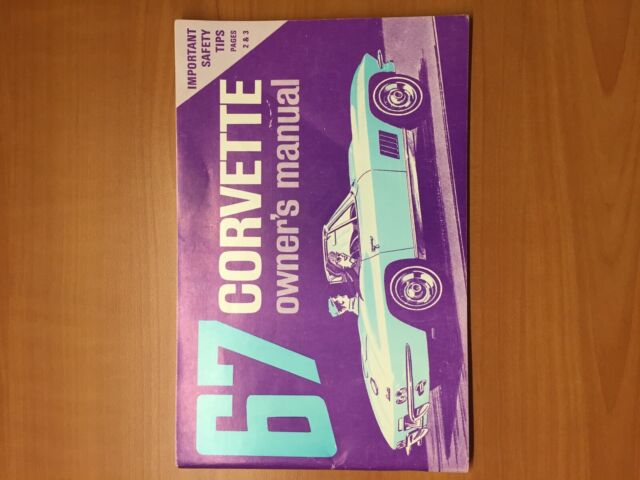 67 CORVETTE
owner's manual
IMPORTANT
SAFETY
TIPS
PAGES
2 & 3